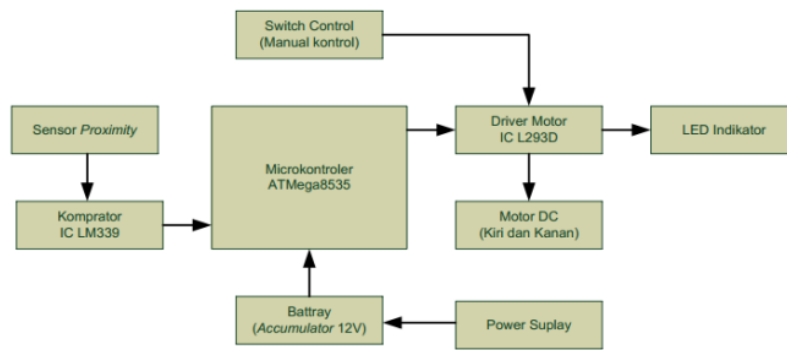 Switch Control
(Manual kontrol)
Sensor Proximity
Driver Motor
IC L293D
LED Indikator
Microkontroler
ATMega8535
Komprator
IC LM339
Motor DC
(Kiri dan Kanan)
Battray
(Accumulator 12V)
Power Suplay